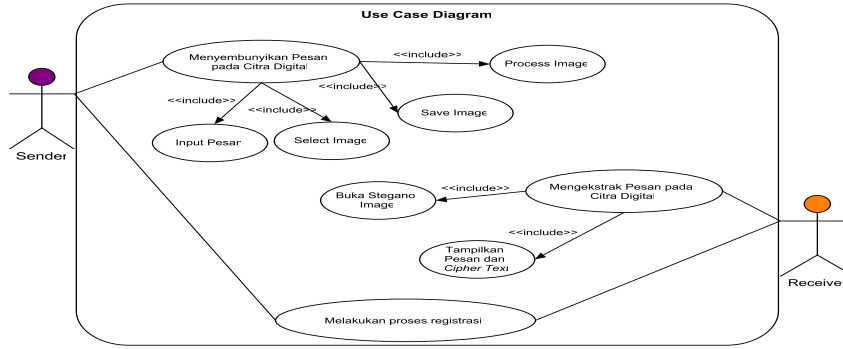 Use Case Diagram
Menyembunyikan Pesan
pada Citra Digital
<<include>>
Process Image
<<include>>
<<include>>
<<include>>
Save Image
Input Pesan
Select Image
Sender
Mengekstrak Pesan pada
Citra Digital
<<include>>
Buka Stegano
Image
<<include>>
Tampilkan
Pesan dan
Cipher Text
Receiver
Melakukan proses registrasi